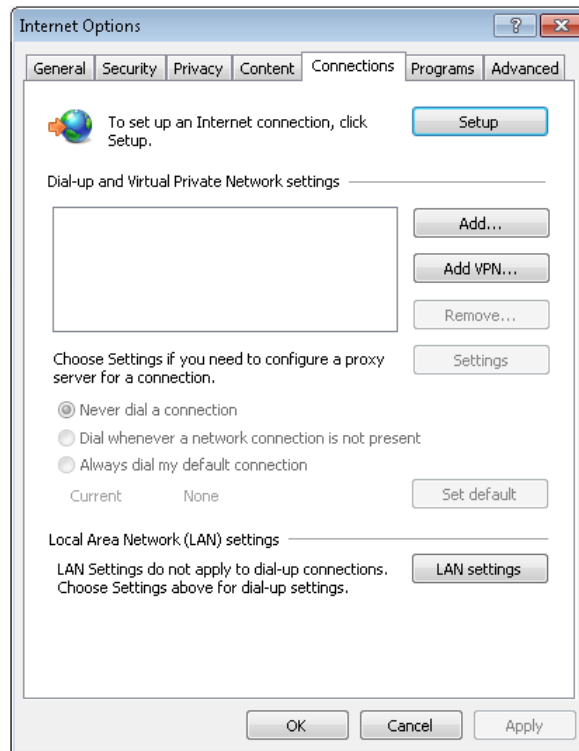 Internet Options
General Security Privacy Content Connections Programs Advanced
To set up an Internet connection, click
Setup.
Setup
Dial-up and Virtual Private Network settings
Add...
Add VPN...
Remove...
Choose Settings if you need to configure a proxy
server for a connection.
Settings
Never dial a connection
Dial whenever a network connection is not present
Always dial my default connection
Current None
Set default
Local Area Network (LAN) settings
LAN Settings do not apply to dial-up connections.
Choose Settings above for dial-up settings.
LAN settings
OK Cancel Apply